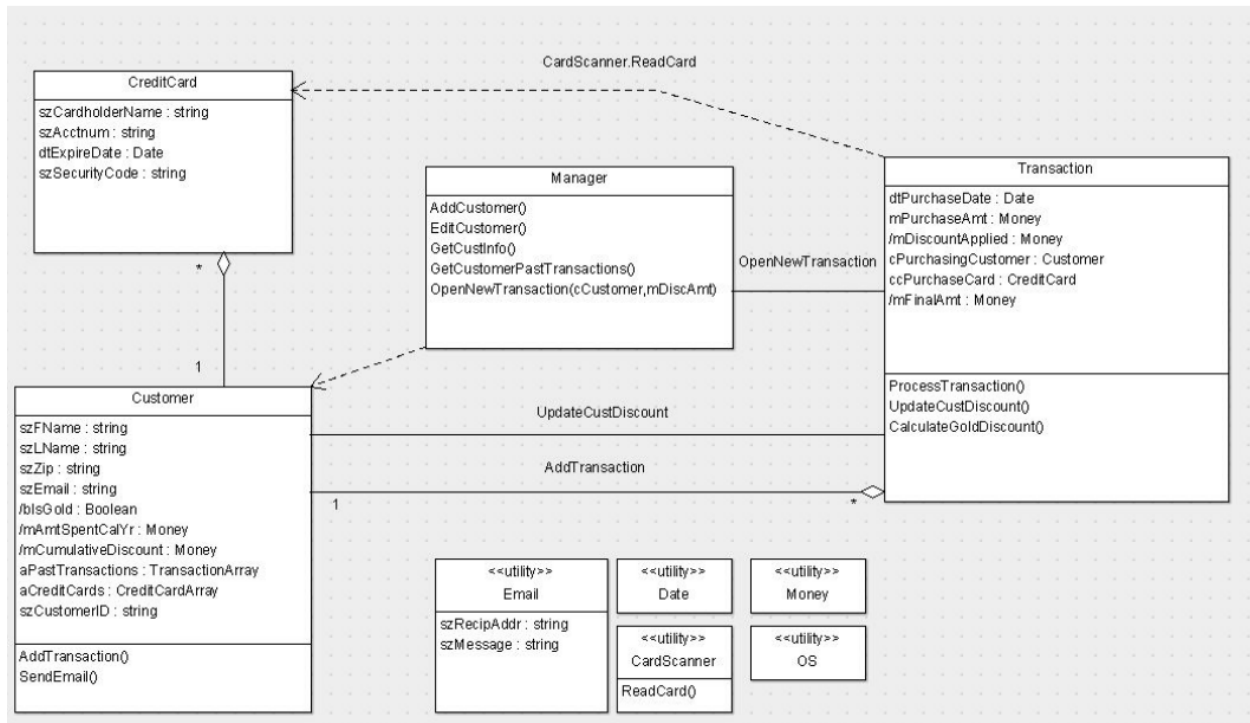 CardScanner.ReadCard
CreditCard
szCardholderName : string
szAcctnum : string
dtExpireDate : Date
szSecurityCode : string
*
1
Manager
AddCustomer()
EditCustomer()
GetCustInfo()
GetCustomerPastTransactions()
OpenNewTransaction(cCustomer,mDiscAmt)
OpenNewTransaction
Transaction
dtPurchaseDate : Date
mPurchaseAmt : Money
/mDiscountApplied : Money
cPurchasingCustomer : Customer
ccPurchaseCard : CreditCard
/mFinalAmt : Money
ProcessTransaction()
UpdateCustDiscount()
CalculateGoldDiscount()
Customer
szFName : string
szLName : string
szZip : string
szEmail : string
/bIsGold : Boolean
/mAmtSpentCalYr : Money
/mCumulativeDiscount : Money
aPastTransactions : TransactionArray
aCreditCards : CreditCardArray
szCustomerID : string
AddTransaction()
SendEmail()
UpdateCustDiscount
AddTransaction
1
*
<<utility>>
Email
szRecipAddr : string
szMessage : string
<<utility>>
Date
<<utility>>
Money
<<utility>>
CardScanner
ReadCard()
<<utility>>
OS